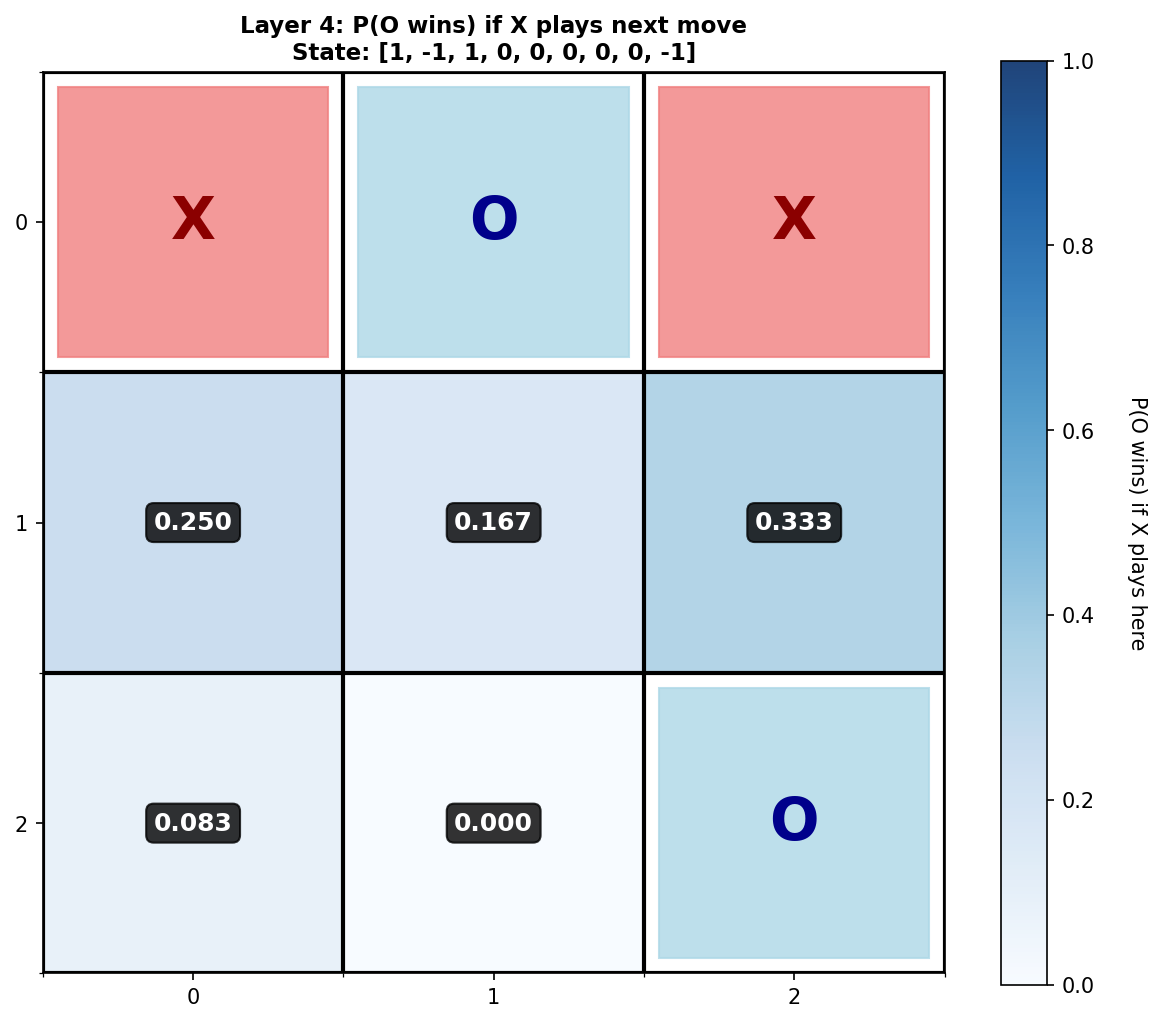 Layer 4: P(O wins) if X plays next move
State: [1, -1, 1, 0, 0, 0, 0, 0, -1]
X
O
X
0.250
0.167
0.333
0.083
0.000
O
0
1
2
0
1
2
1.0
0.8
0.6
0.4
0.2
0.0
P(O wins) if X plays here